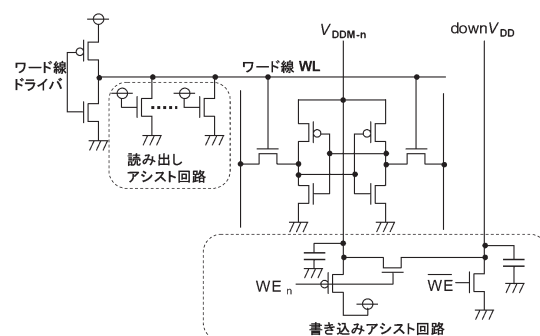 V_DDM-n
downV_DD
ワード線 WL
ワード線
ドライバ
読み出し
アシスト回路
WE_n
W̅E̅
書き込みアシスト回路